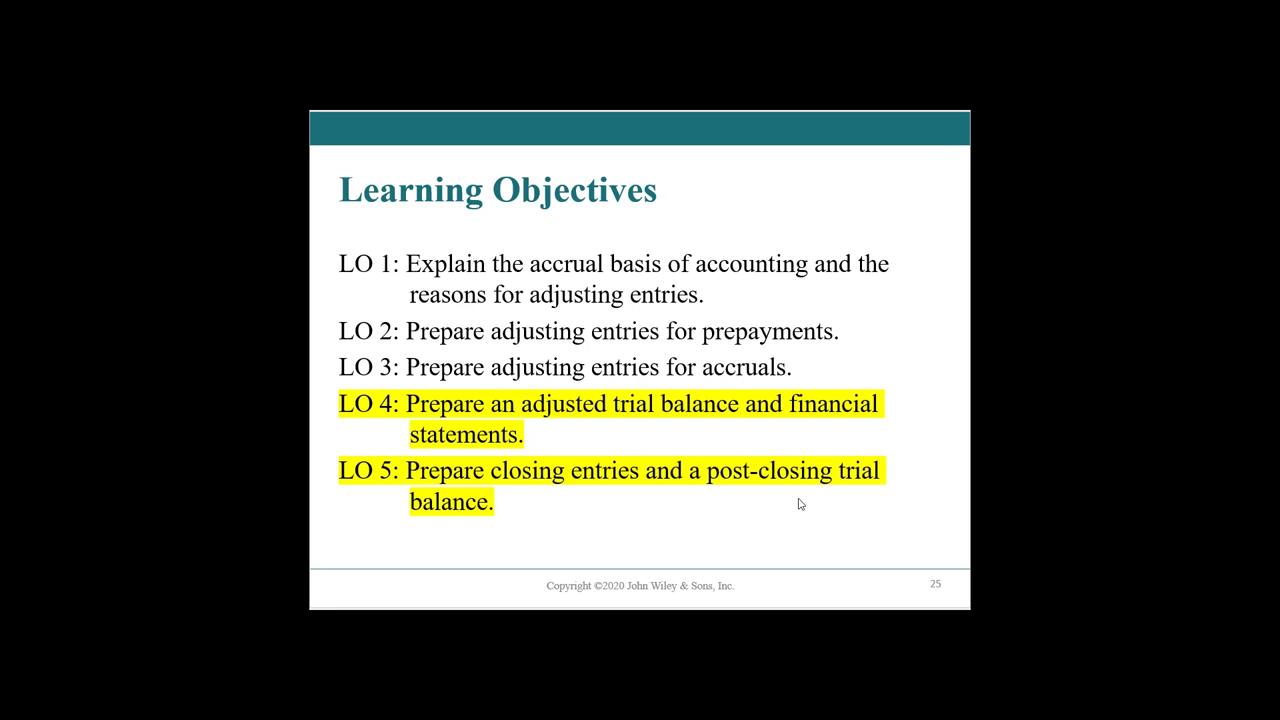 Learning Objectives
LO 1: Explain the accrual basis of accounting and the
reasons for adjusting entries.
LO 2: Prepare adjusting entries for prepayments.
LO 3: Prepare adjusting entries for accruals.
LO 4: Prepare an adjusted trial balance and financial
statements.
LO 5: Prepare closing entries and a post-closing trial
balance.
Copyright ©2020 John Wiley & Sons, Inc.
25